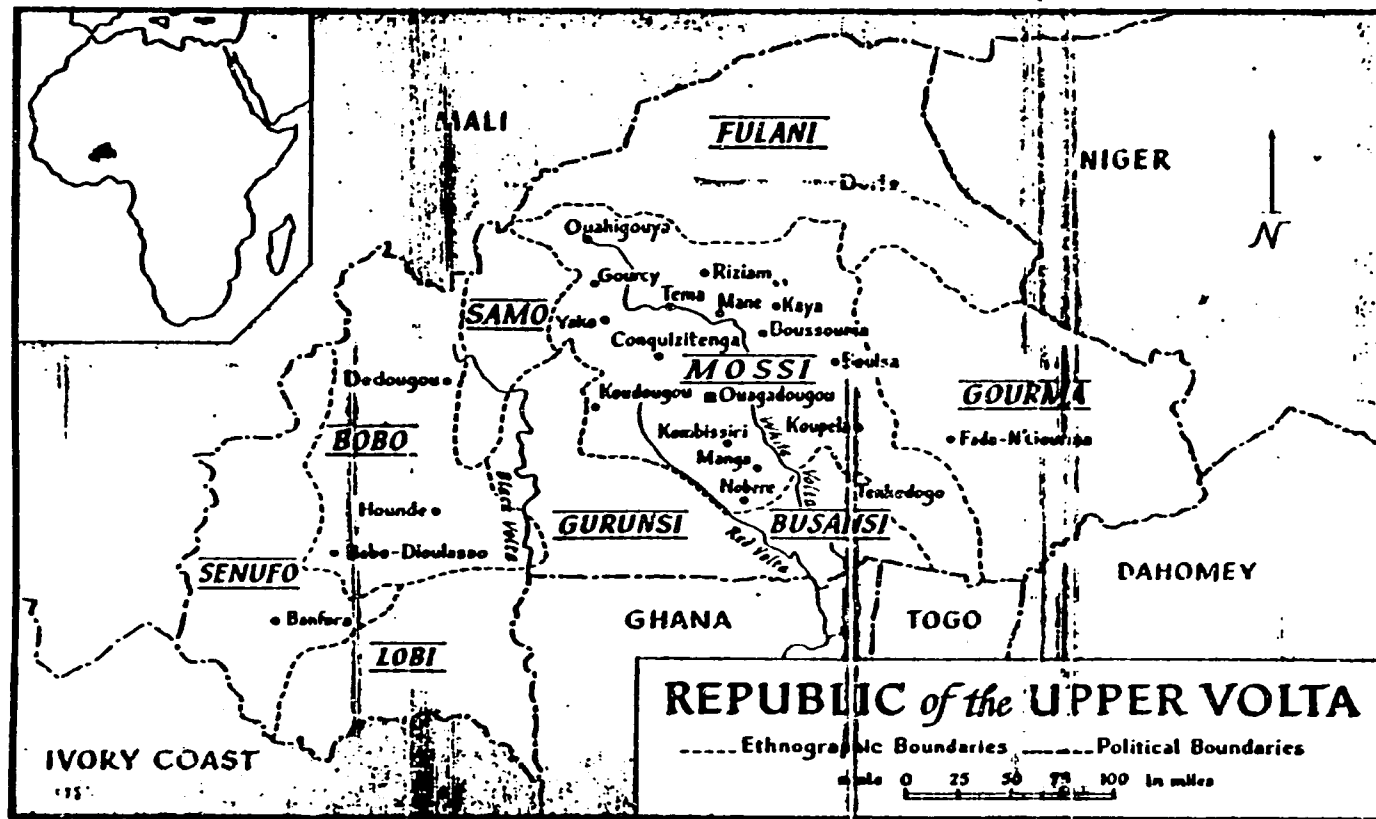 MALI
FULANI
NIGER
N
Ouahigouya
Gourcy
Riziam
Tema
Mane
Kaya
SAMO
Yako
Boussouma
Conquizitenga
MOSSI
Dedougou
Koudougou
Ouagadougou
GOURMA
BOBO
Kombissiri
White Volta
Koupela
Manga
Nobere
Tenkodogo
Black Volta
Hounde
GURUNSI
BUSANSI
Bobo-Dioulasso
Red Volta
SENUFO
DAHOMEY
Banfora
GHANA
TOGO
LOBI
REPUBLIC of the UPPER VOLTA
Ethnographic Boundaries Political Boundaries
0 25 50 75 100 in miles
IVORY COAST